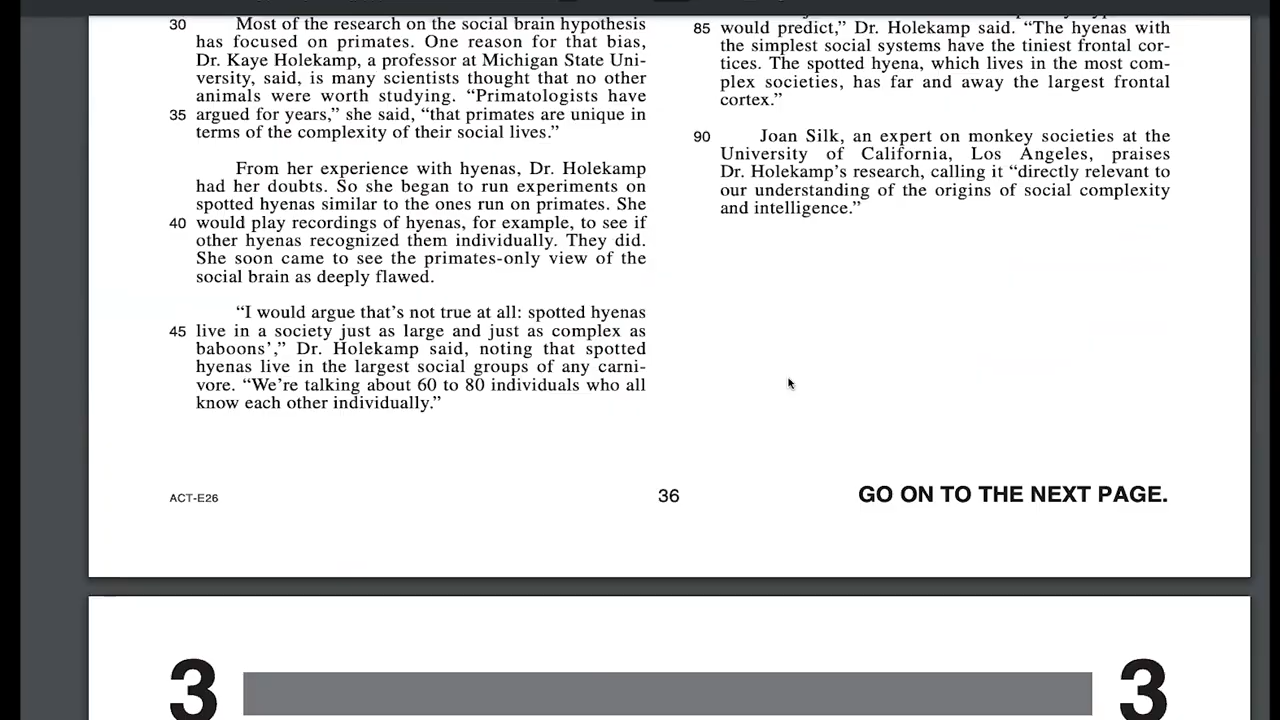 30 Most of the research on the social brain hypothesis
has focused on primates. One reason for that bias,
Dr. Kaye Holekamp, a professor at Michigan State Uni-
versity, said, is many scientists thought that no other
animals were worth studying. “Primatologists have
35 argued for years,” she said, “that primates are unique in
terms of the complexity of their social lives.”
From her experience with hyenas, Dr. Holekamp
had her doubts. So she began to run experiments on
spotted hyenas similar to the ones run on primates. She
40 would play recordings of hyenas, for example, to see if
other hyenas recognized them individually. They did.
She soon came to see the primates-only view of the
social brain as deeply flawed.
“I would argue that’s not true at all: spotted hyenas
45 live in a society just as large and just as complex as
baboons’,” Dr. Holekamp said, noting that spotted
hyenas live in the largest social groups of any carni-
vore. “We’re talking about 60 to 80 individuals who all
know each other individually.”
85 would predict,” Dr. Holekamp said. “The hyenas with
the simplest social systems have the tiniest frontal cor-
tices. The spotted hyena, which lives in the most com-
plex societies, has far and away the largest frontal
cortex.”
90 Joan Silk, an expert on monkey societies at the
University of California, Los Angeles, praises
Dr. Holekamp’s research, calling it “directly relevant to
our understanding of the origins of social complexity
and intelligence.”
ACT-E26
36
GO ON TO THE NEXT PAGE.
3 3